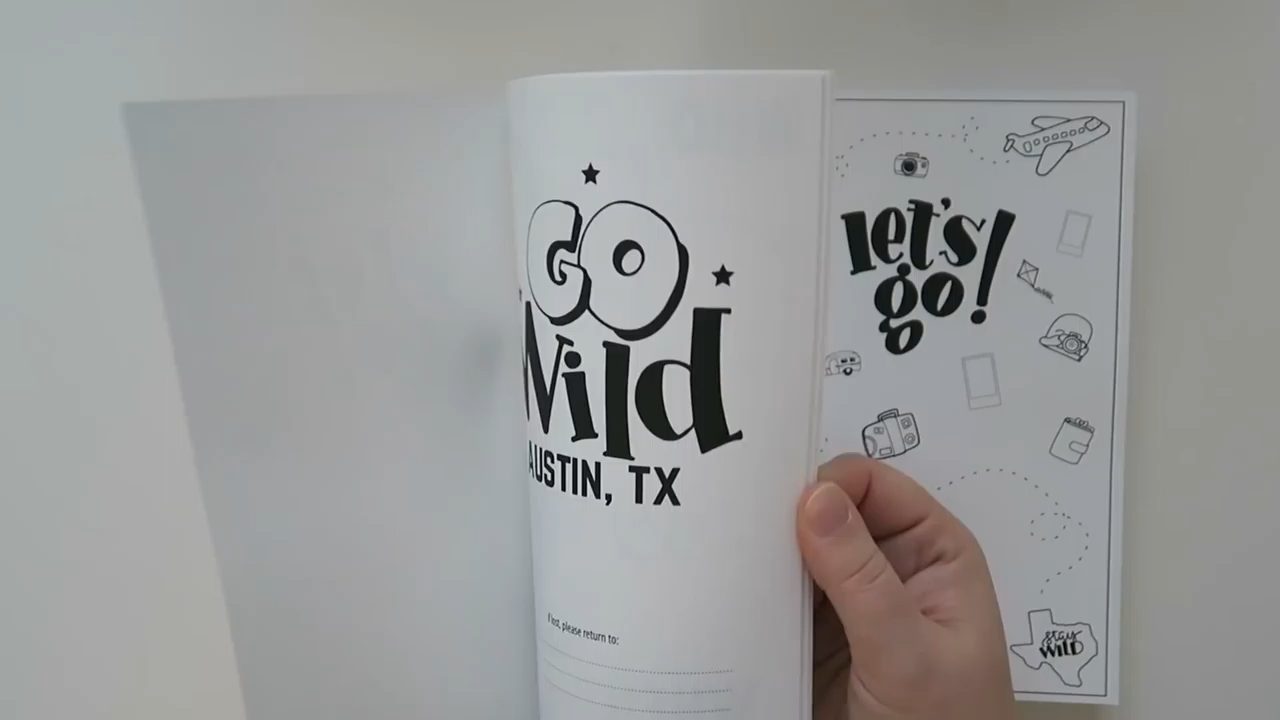 GO
Wild
AUSTIN, TX
If lost, please return to:
let's
go!
stay
WILD